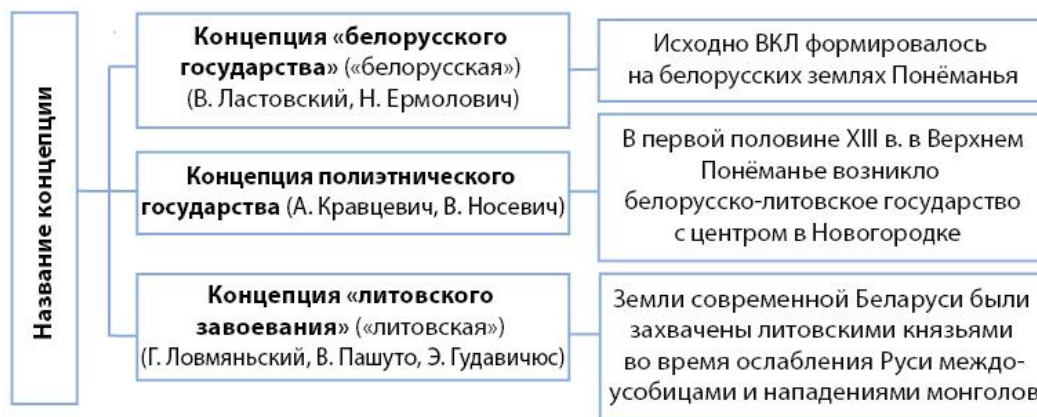 Название концепции
Концепция «белорусского
государства» («белорусская»)
(В. Ластовский, Н. Ермолович)
Исходно ВКЛ формировалось
на белорусских землях Понёманья
Концепция полиэтнического
государства (А. Кравцевич, В. Носевич)
В первой половине XIII в. в Верхнем
Понёманье возникло
белорусско-литовское государство
с центром в Новогородке
Концепция «литовского
завоевания» («литовская»)
(Г. Ловмяньский, В. Пашуто, Э. Гудавичюс)
Земли современной Беларуси были
захвачены литовскими князьями
во время ослабления Руси междо-
усобицами и нападениями монголов